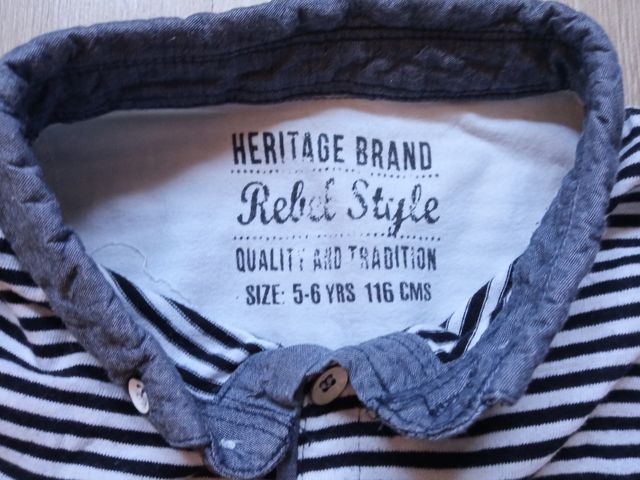 HERITAGE BRAND
Rebel Style
QUALITY AND TRADITION
SIZE: 5-6 YRS 116 CMS